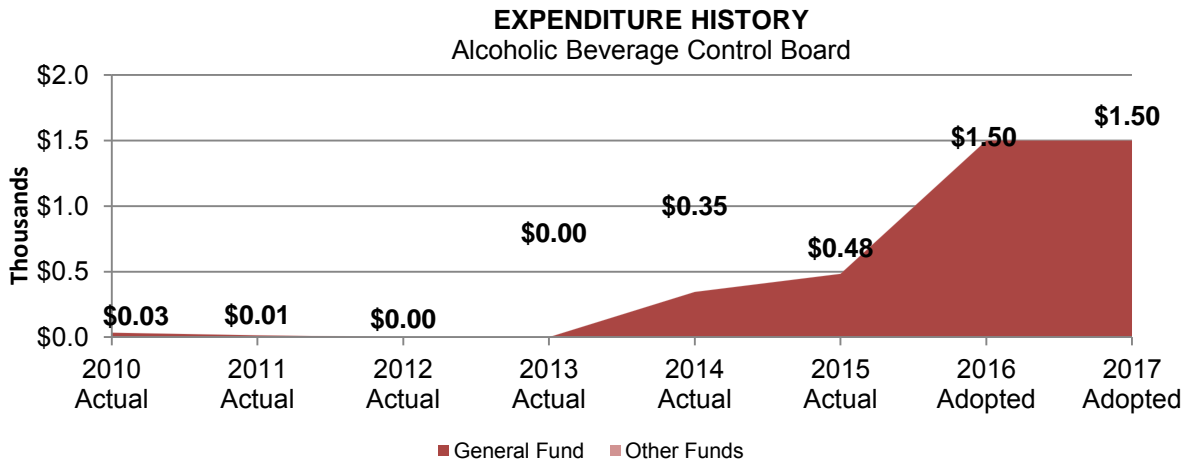 EXPENDITURE HISTORY
Alcoholic Beverage Control Board
Thousands
$2.0
$1.5
$1.0
$0.5
$0.0
$0.03
$0.01
$0.00
$0.00
$0.35
$0.48
$1.50
$1.50
2010 Actual
2011 Actual
2012 Actual
2013 Actual
2014 Actual
2015 Actual
2016 Adopted
2017 Adopted
General Fund
Other Funds